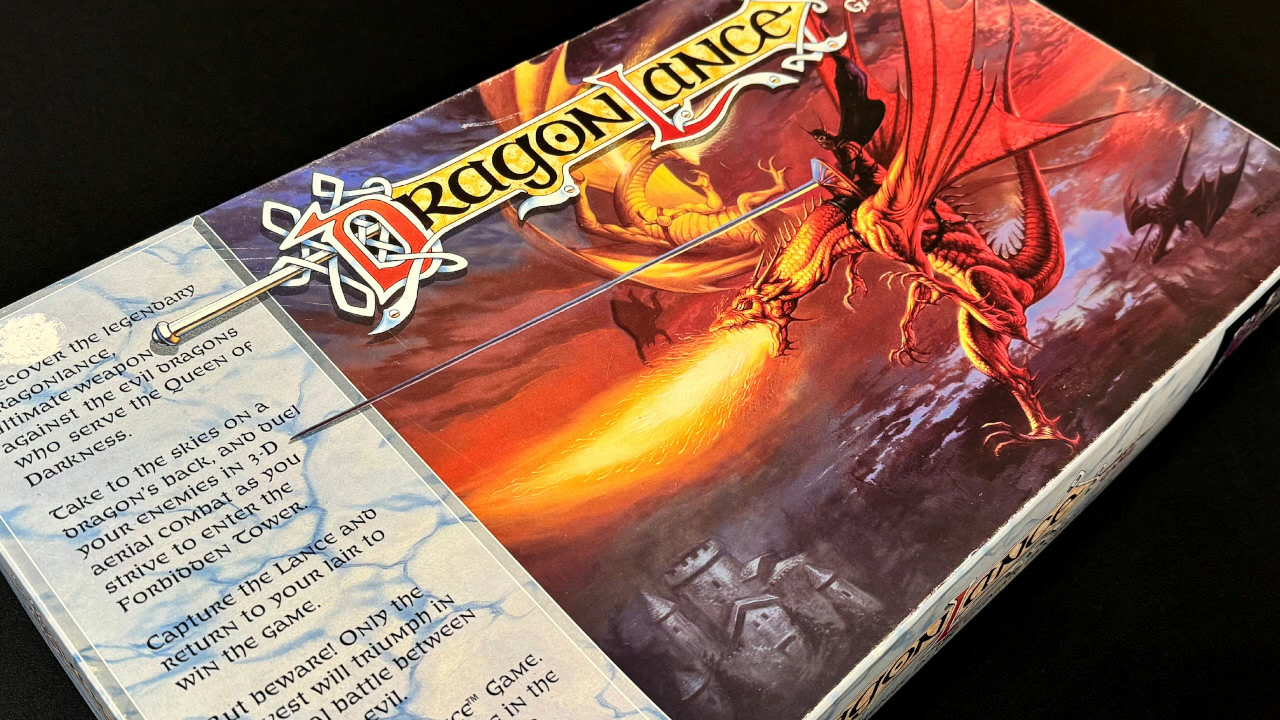 DragonLance
the legendary
Dragonlance,
ultimate weapon
against the evil dragons
who serve the Queen of
Darkness.
Take to the skies on a
dragon's back, and duel
your enemies in 3-D
aerial combat as you
strive to enter the
Forbidden Tower.
Capture the Lance and
return to your lair to
win the game.
But beware! Only the
will triumph in
battle between
evil.
™ Game.
in the
DragonLance